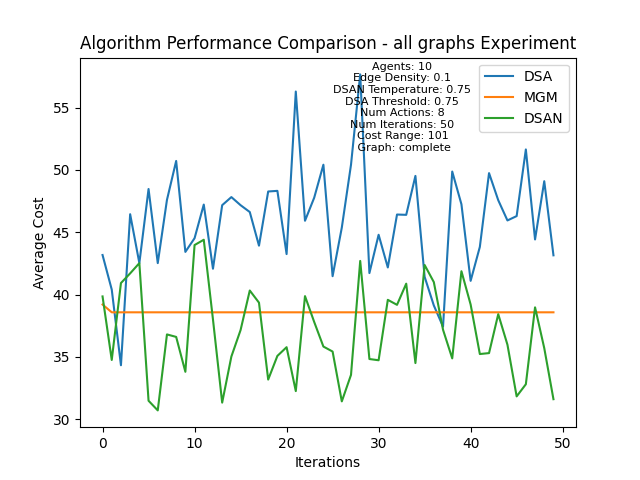 Algorithm Performance Comparison - all graphs Experiment
Agents: 10
Edge Density: 0.1
DSAN Temperature: 0.75
DSA Threshold: 0.75
Num Actions: 8
Num Iterations: 50
Cost Range: 101
Graph: complete
DSA
MGM
DSAN
Average Cost
55
50
45
40
35
30
0 10 20 30 40 50
Iterations